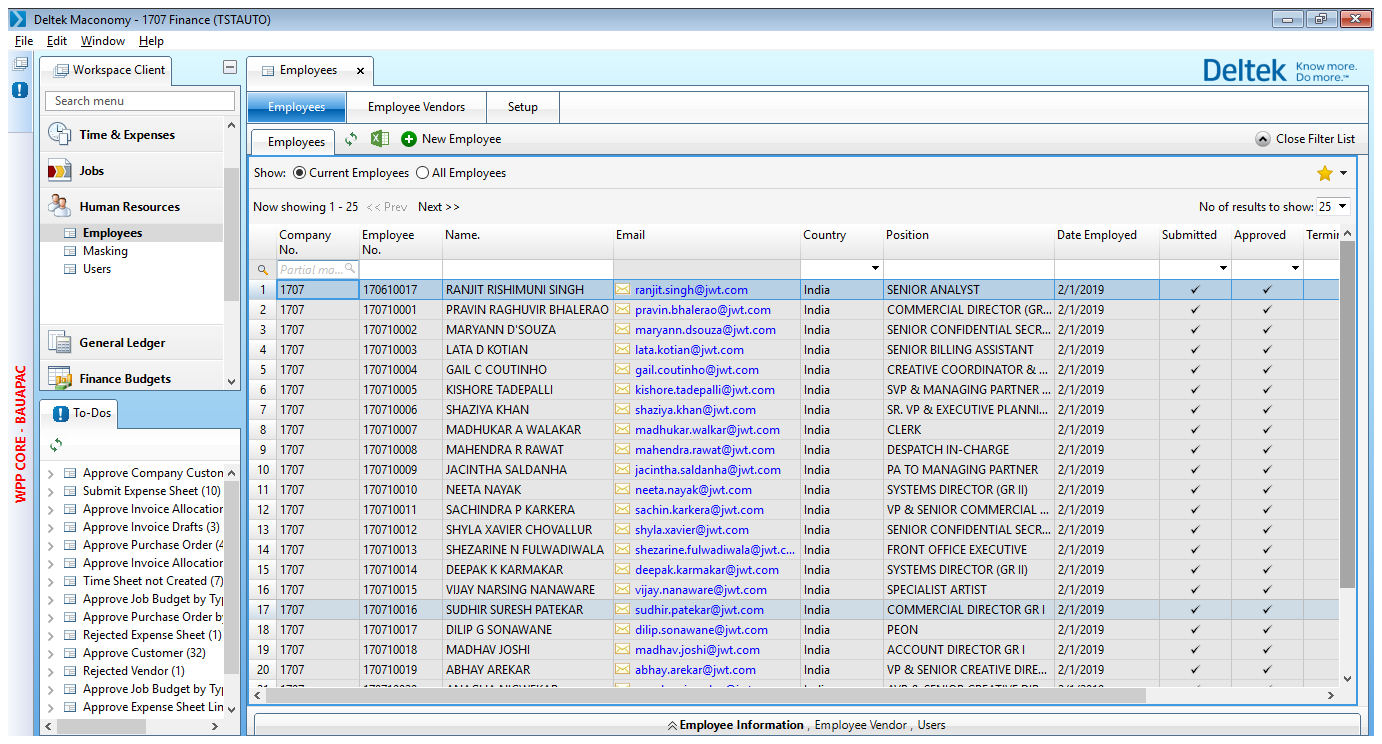 Deltek Maconomy - 1707 Finance (TSTAUTO)
File Edit Window Help
Workspace Client
Search menu
Time & Expenses
Jobs
Human Resources
Employees
Masking
Users
General Ledger
Finance Budgets
WPP CORE - BAUAPAC
To-Dos
Approve Company Custon
Submit Expense Sheet (10)
Approve Invoice Allocation
Approve Invoice Drafts (3)
Approve Purchase Order (4
Approve Invoice Allocation
Time Sheet not Created (7)
Approve Job Budget by Typ
Approve Purchase Order by
Rejected Expense Sheet (1)
Approve Customer (32)
Rejected Vendor (1)
Approve Job Budget by Typ
Approve Expense Sheet Lin
Employees
Deltek Know more. Do more.™
Employees Employee Vendors Setup
Employees New Employee Close Filter List
Show: Current Employees All Employees
Now showing 1 - 25 << Prev Next >> No of results to show: 25
Company No. Employee No. Name. Email Country Position Date Employed Submitted Approved Termin
Partial ma...
1 1707 170610017 RANJIT RISHIMUNI SINGH ranjit.singh@jwt.com India SENIOR ANALYST 2/1/2019 ✓ ✓
2 1707 170710001 PRAVIN RAGHUVIR BHALERAO pravin.bhalerao@jwt.com India COMMERCIAL DIRECTOR (GR... 2/1/2019 ✓ ✓
3 1707 170710002 MARYANN D'SOUZA maryann.dsouza@jwt.com India SENIOR CONFIDENTIAL SECR... 2/1/2019 ✓ ✓
4 1707 170710003 LATA D KOTIAN lata.kotian@jwt.com India SENIOR BILLING ASSISTANT 2/1/2019 ✓ ✓
5 1707 170710004 GAIL C COUTINHO gail.coutinho@jwt.com India CREATIVE COORDINATOR & ... 2/1/2019 ✓ ✓
6 1707 170710005 KISHORE TADEPALLI kishore.tadepalli@jwt.com India SVP & MANAGING PARTNER ... 2/1/2019 ✓ ✓
7 1707 170710006 SHAZIYA KHAN shaziya.khan@jwt.com India SR. VP & EXECUTIVE PLANNI... 2/1/2019 ✓ ✓
8 1707 170710007 MADHUKAR A WALAKAR madhukar.walkar@jwt.com India CLERK 2/1/2019 ✓ ✓
9 1707 170710008 MAHENDRA R RAWAT mahendra.rawat@jwt.com India DESPATCH IN-CHARGE 2/1/2019 ✓ ✓
10 1707 170710009 JACINTHA SALDANHA jacintha.saldanha@jwt.com India PA TO MANAGING PARTNER 2/1/2019 ✓ ✓
11 1707 170710010 NEETA NAYAK neeta.nayak@jwt.com India SYSTEMS DIRECTOR (GR II) 2/1/2019 ✓ ✓
12 1707 170710011 SACHINDRA P KARKERA sachin.karkera@jwt.com India VP & SENIOR COMMERCIAL ... 2/1/2019 ✓ ✓
13 1707 170710012 SHYLA XAVIER CHOVALLUR shyla.xavier@jwt.com India SENIOR CONFIDENTIAL SECR... 2/1/2019 ✓ ✓
14 1707 170710013 SHEZARINE N FULWADIWALA shezarine.fulwadiwala@jwt.c... India FRONT OFFICE EXECUTIVE 2/1/2019 ✓ ✓
15 1707 170710014 DEEPAK K KARMAKAR deepak.karmakar@jwt.com India SYSTEMS DIRECTOR (GR II) 2/1/2019 ✓ ✓
16 1707 170710015 VIJAY NARSING NANAWARE vijay.nanaware@jwt.com India SPECIALIST ARTIST 2/1/2019 ✓ ✓
17 1707 170710016 SUDHIR SURESH PATEKAR sudhir.patekar@jwt.com India COMMERCIAL DIRECTOR GR I 2/1/2019 ✓ ✓
18 1707 170710017 DILIP G SONAWANE dilip.sonawane@jwt.com India PEON 2/1/2019 ✓ ✓
19 1707 170710018 MADHAV JOSHI madhav.joshi@jwt.com India ACCOUNT DIRECTOR GR I 2/1/2019 ✓ ✓
20 1707 170710019 ABHAY AREKAR abhay.arekar@jwt.com India VP & SENIOR CREATIVE DIRE... 2/1/2019 ✓ ✓
Employee Information , Employee Vendor , Users